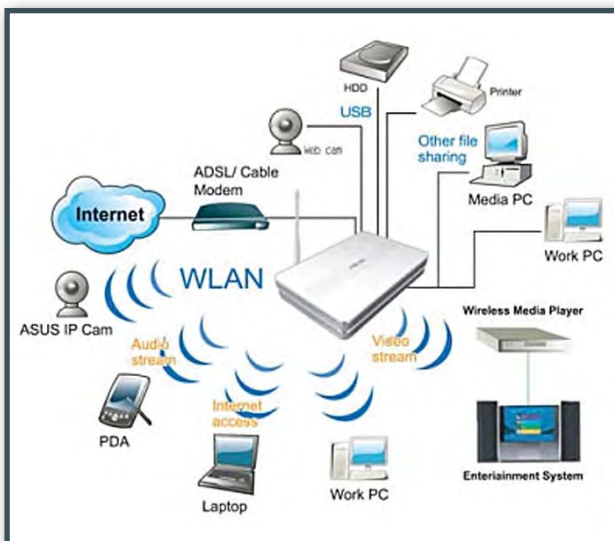 HDD
Printer
USB
Web cam
Other file
sharing
ADSL/ Cable
Modem
Media PC
Internet
Work PC
WLAN
ASUS IP Cam
Wireless Media Player
Audio
stream
Video
stream
PDA
Internet
access
Laptop
Work PC
Enteriainment System